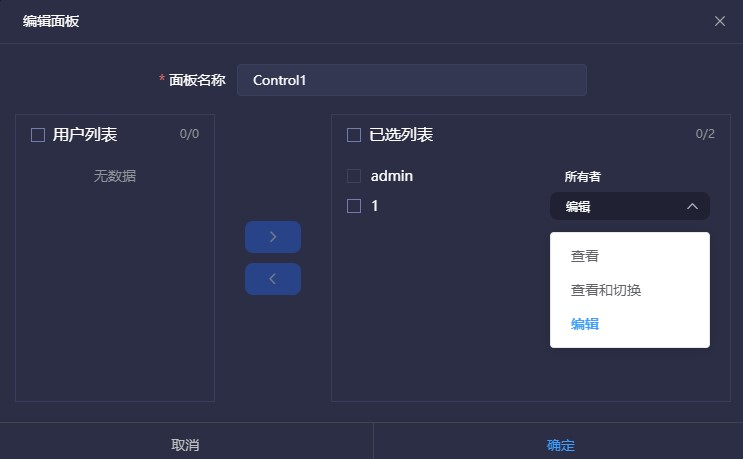 编辑面板
* 面板名称 Control1
用户列表 0/0
无数据
已选列表 0/2
admin 所有者
1 编辑
查看
查看和切换
编辑
取消 确定